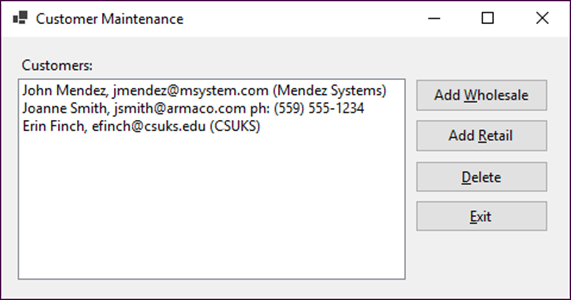 Customer Maintenance
Customers:
John Mendez, jmendez@msystem.com (Mendez Systems)
Joanne Smith, jsmith@armaco.com ph: (559) 555-1234
Erin Finch, efinch@csuks.edu (CSUKS)
Add Wholesale
Add Retail
Delete
Exit